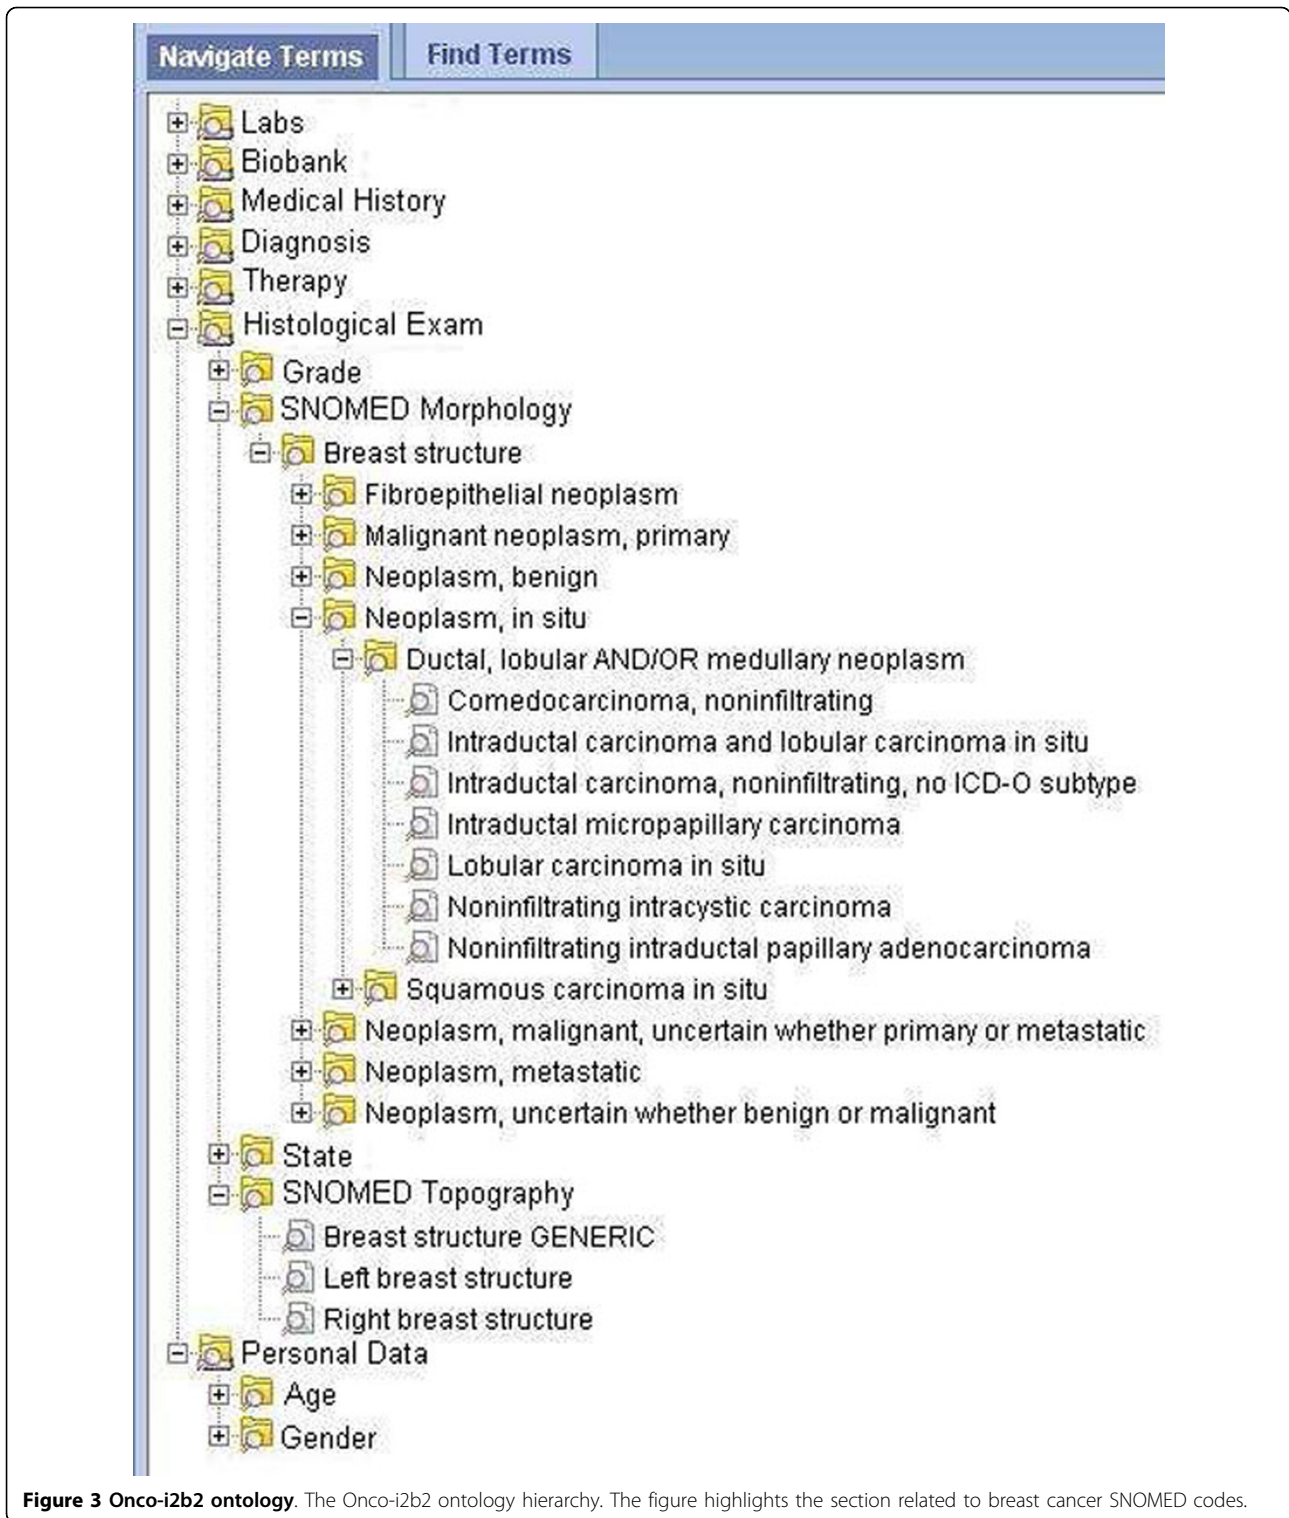 Navigate Terms
Find Terms
Labs
Biobank
Medical History
Diagnosis
Therapy
Histological Exam
Grade
SNOMED Morphology
Breast structure
Fibroepithelial neoplasm
Malignant neoplasm, primary
Neoplasm, benign
Neoplasm, in situ
Ductal, lobular AND/OR medullary neoplasm
Comedocarcinoma, noninfiltrating
Intraductal carcinoma and lobular carcinoma in situ
Intraductal carcinoma, noninfiltrating, no ICD-O subtype
Intraductal micropapillary carcinoma
Lobular carcinoma in situ
Noninfiltrating intracystic carcinoma
Noninfiltrating intraductal papillary adenocarcinoma
Squamous carcinoma in situ
Neoplasm, malignant, uncertain whether primary or metastatic
Neoplasm, metastatic
Neoplasm, uncertain whether benign or malignant
State
SNOMED Topography
Breast structure GENERIC
Left breast structure
Right breast structure
Personal Data
Age
Gender
Figure 3 Onco-i2b2 ontology. The Onco-i2b2 ontology hierarchy. The figure highlights the section related to breast cancer SNOMED codes.